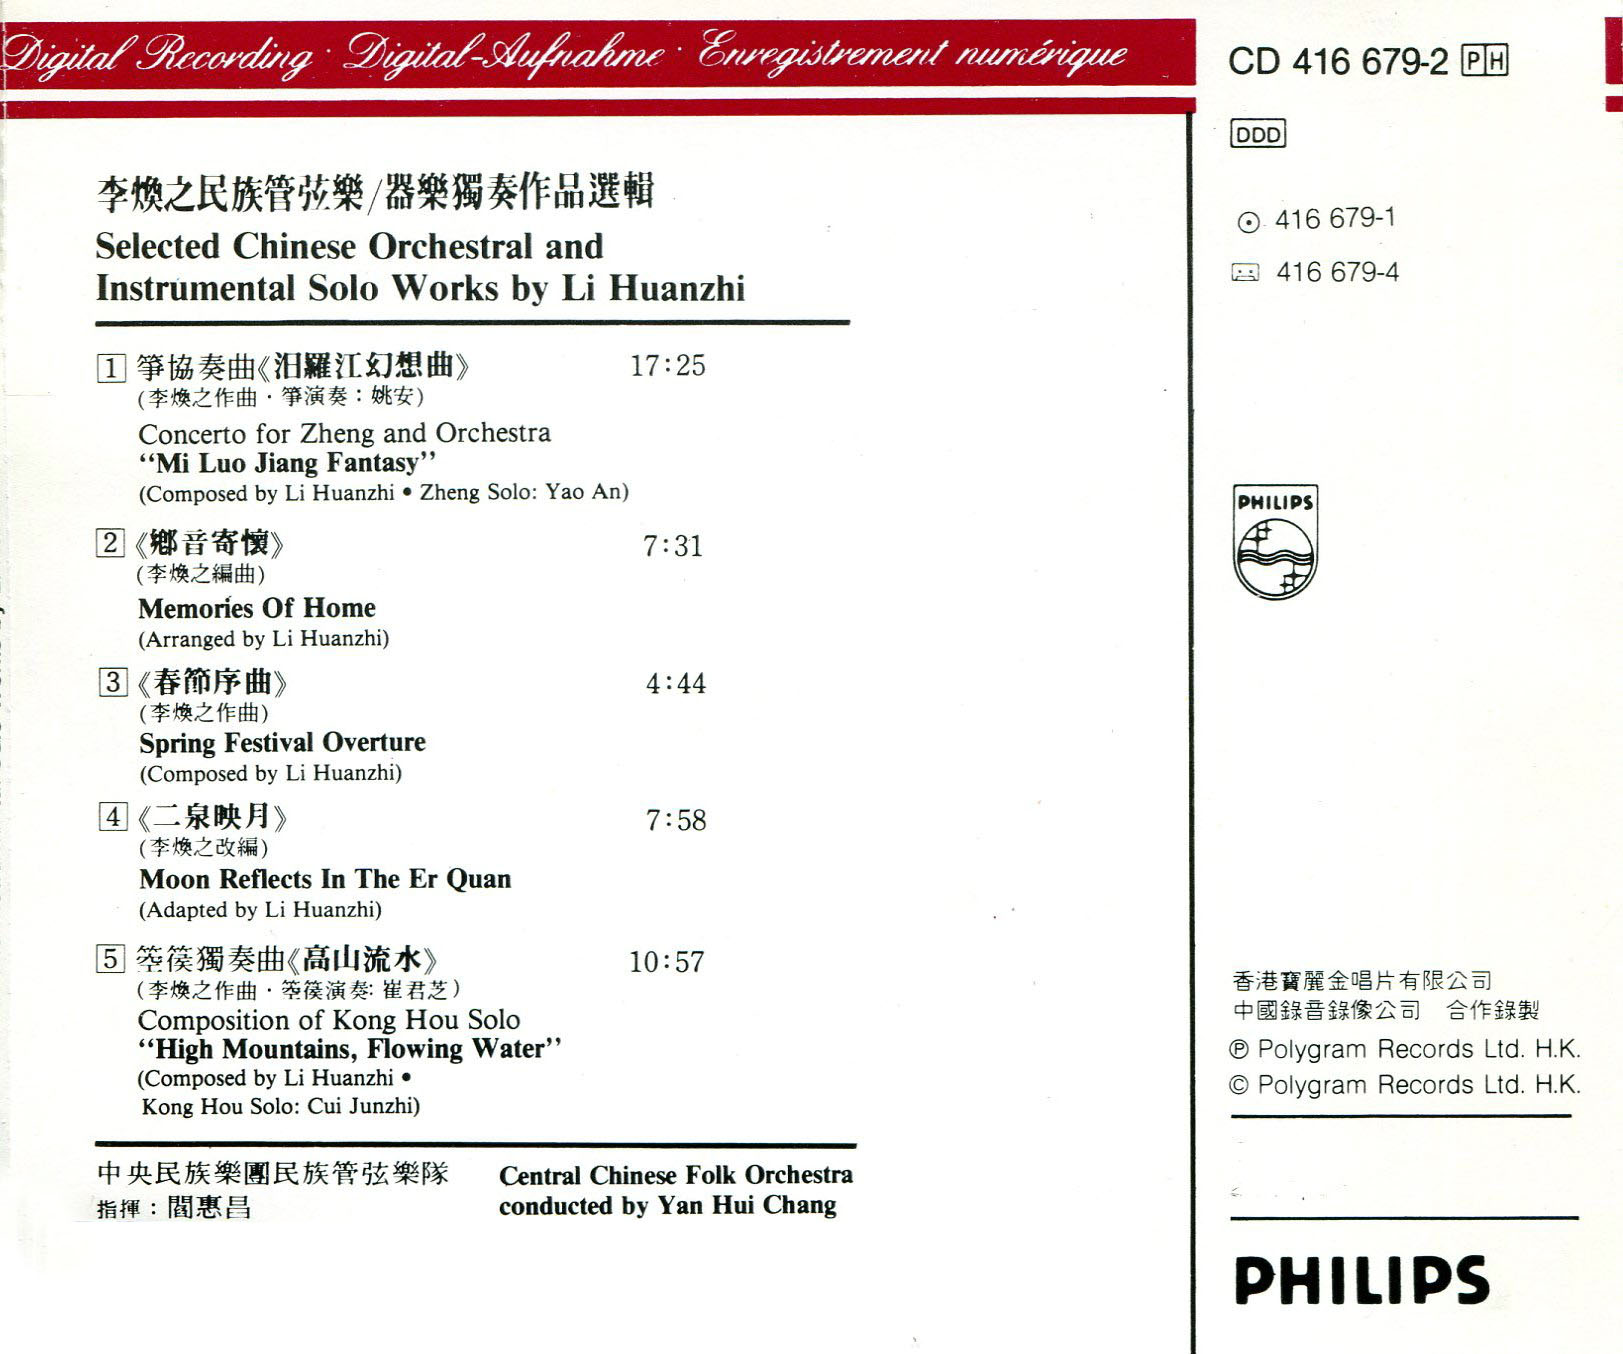 Digital Recording · Digital-Aufnahme · Enregistrement numérique
李煥之民族管弦樂/器樂獨奏作品選輯
Selected Chinese Orchestral and
Instrumental Solo Works by Li Huanzhi
1 箏協奏曲《汨羅江幻想曲》 17:25
(李煥之作曲・箏演奏：姚安)
Concerto for Zheng and Orchestra
“Mi Luo Jiang Fantasy”
(Composed by Li Huanzhi • Zheng Solo: Yao An)
2 《鄉音寄懷》 7:31
(李煥之編曲)
Memories Of Home
(Arranged by Li Huanzhi)
3 《春節序曲》 4:44
(李煥之作曲)
Spring Festival Overture
(Composed by Li Huanzhi)
4 《二泉映月》 7:58
(李煥之改編)
Moon Reflects In The Er Quan
(Adapted by Li Huanzhi)
5 箜篌獨奏曲《高山流水》 10:57
(李煥之作曲・箜篌演奏: 崔君芝)
Composition of Kong Hou Solo
“High Mountains, Flowing Water”
(Composed by Li Huanzhi •
Kong Hou Solo: Cui Junzhi)
中央民族樂團民族管弦樂隊
指揮：閻惠昌
Central Chinese Folk Orchestra
conducted by Yan Hui Chang
CD 416 679-2 PH
DDD
416 679-1
416 679-4
PHILIPS
香港寶麗金唱片有限公司
中國錄音錄像公司 合作錄製
℗ Polygram Records Ltd. H.K.
© Polygram Records Ltd. H.K.
PHILIPS